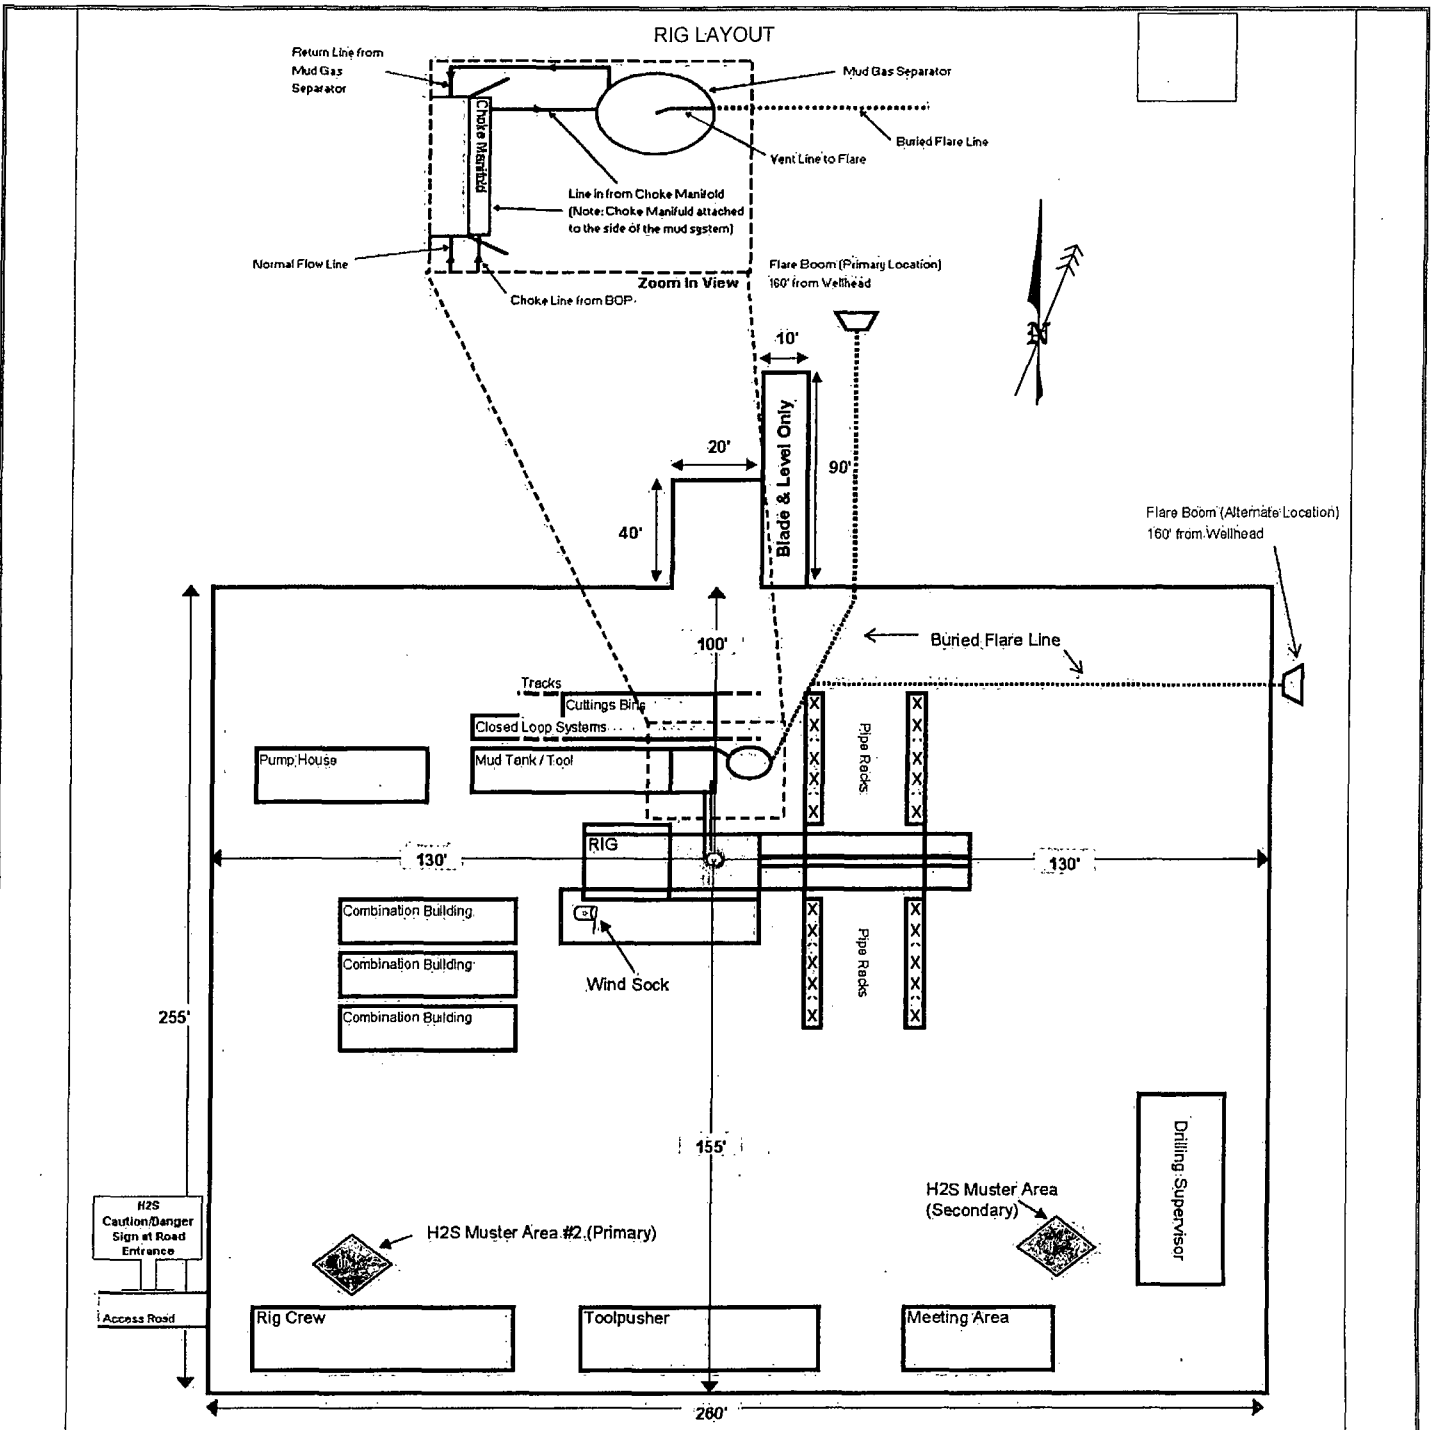 RIG LAYOUT
Return Line from
Mud Gas
Separator
Mud Gas Separator
Choke Manifold
Buried Flare Line
Vent Line to Flare
Line in from Choke Manifold
(Note: Choke Manifuld attached
to the side of the mud system)
Normal Flow Line
Zoom In View
Choke Line from BOP
Flare Boom (Primary Location)
160' from Wellhead
N
10'
Blade & Level Only
90'
20'
40'
Flare Boom (Alternate Location)
160' from Wellhead
100'
Buried Flare Line
Tracks
Cuttings Bins
Closed Loop Systems
Pump House
Mud Tank / Tool
X
X
X
X
X
Pipe Racks
X
X
X
X
X
RIG
130'
130'
Combination Building
Combination Building
Combination Building
Wind Sock
X
X
X
X
X
X
Pipe Racks
X
X
X
X
X
X
255'
155'
Drilling Supervisor
H2S
Caution/Danger
Sign at Road
Entrance
H2S Muster Area #2 (Primary)
H2S Muster Area
(Secondary)
Access Road
Rig Crew
Toolpusher
Meeting Area
260'